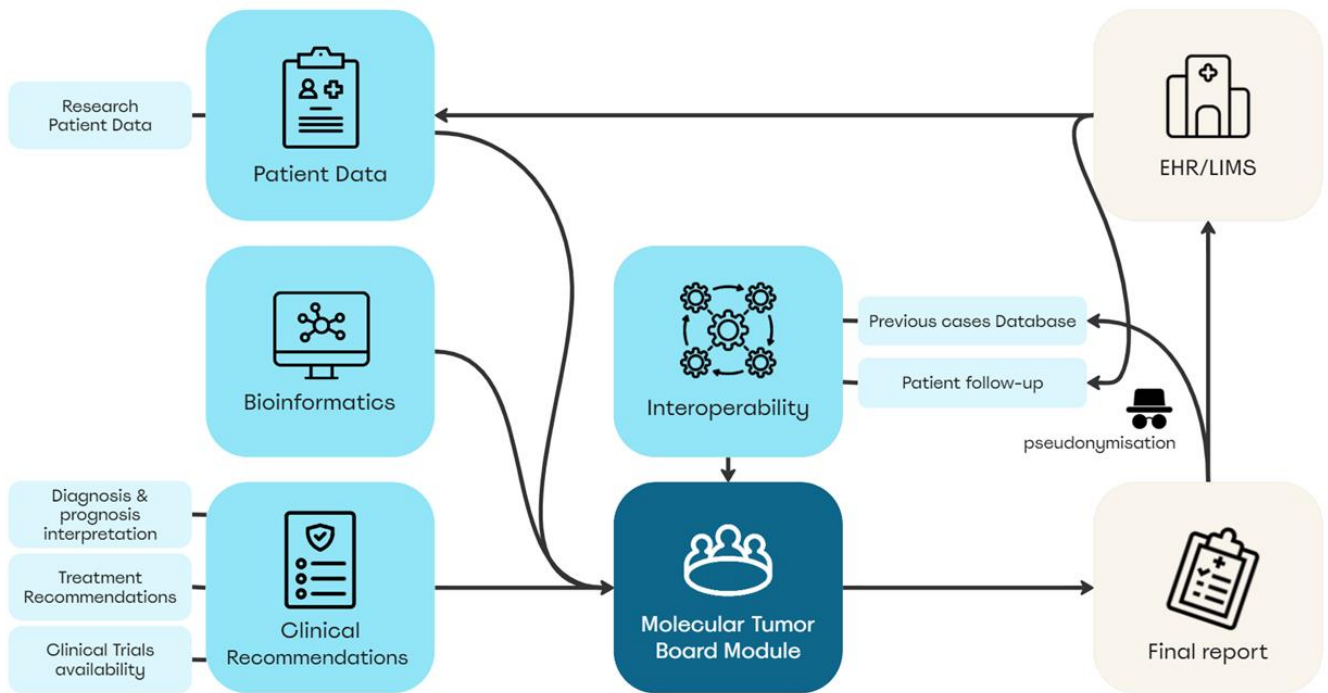 Research
Patient Data
Patient Data
EHR/LIMS
Bioinformatics
Interoperability
Previous cases Database
Patient follow-up
pseudonymisation
Diagnosis &
prognosis
interpretation
Treatment
Recommendations
Clinical Trials
availability
Clinical
Recommendations
Molecular Tumor
Board Module
Final report